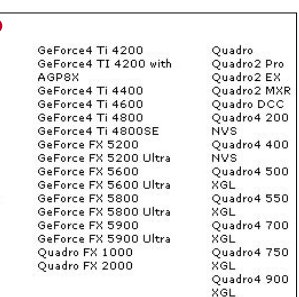 GeForce4 Ti 4200
GeForce4 TI 4200 with
AGP8X
GeForce4 Ti 4400
GeForce4 Ti 4600
GeForce4 Ti 4800
GeForce4 Ti 4800SE
GeForce FX 5200
GeForce FX 5200 Ultra
GeForce FX 5600
GeForce FX 5600 Ultra
GeForce FX 5800
GeForce FX 5800 Ultra
GeForce FX 5900
GeForce FX 5900 Ultra
Quadro FX 1000
Quadro FX 2000
Quadro
Quadro2 Pro
Quadro2 EX
Quadro2 MXR
Quadro DCC
Quadro4 200
NVS
Quadro4 400
NVS
Quadro4 500
XGL
Quadro4 550
XGL
Quadro4 700
XGL
Quadro4 750
XGL
Quadro4 900
XGL